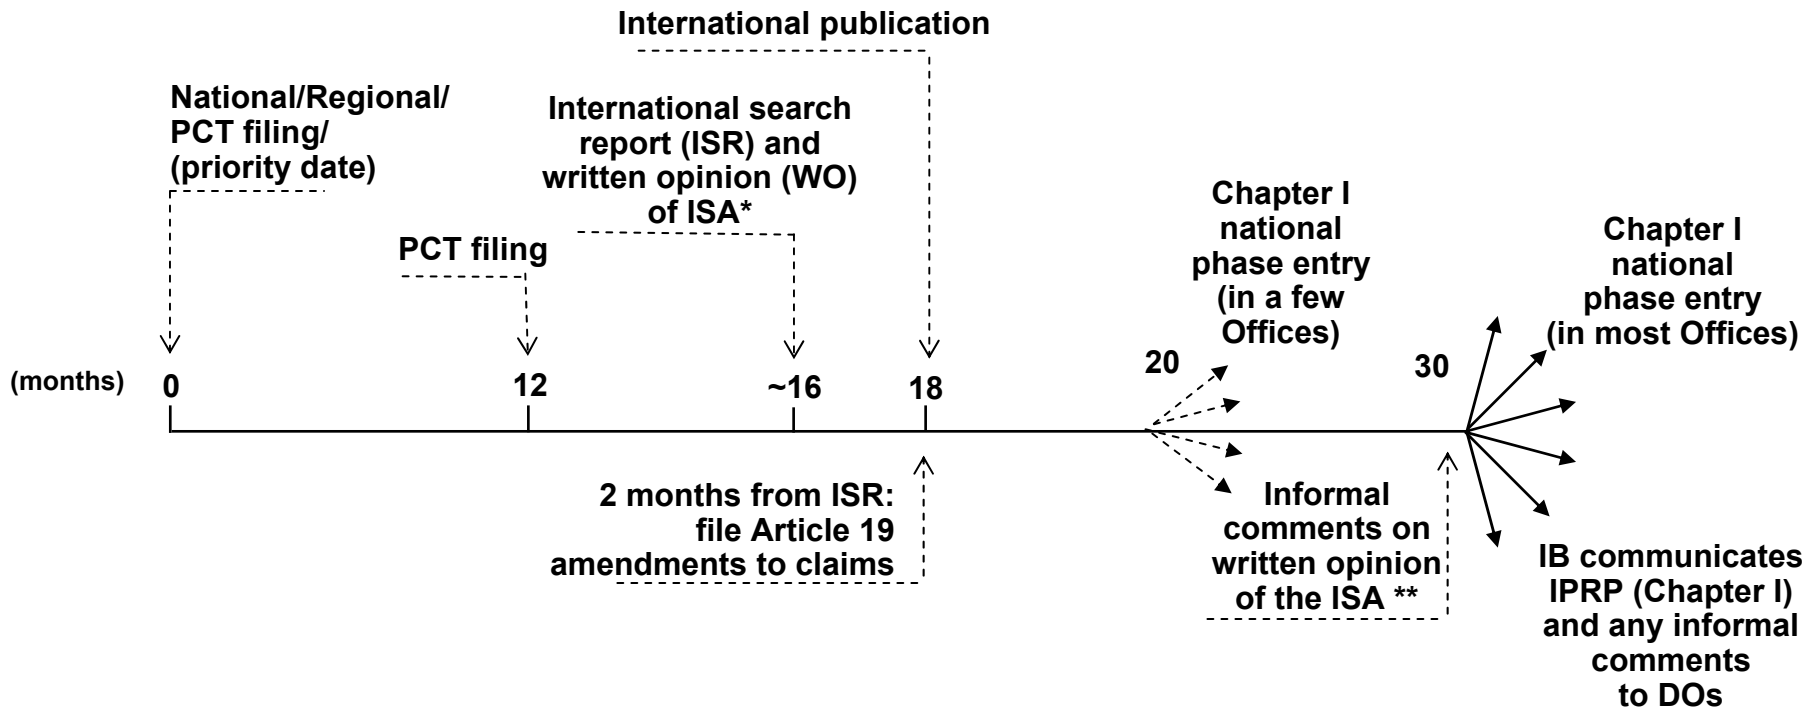 International publication
National/Regional/
PCT filing/
(priority date)
International search
report (ISR) and
written opinion (WO)
of ISA*
PCT filing
Chapter I
national
phase entry
(in a few
Offices)
Chapter I
national
phase entry
(in most Offices)
(months)
0
12
~16
18
20
30
2 months from ISR:
file Article 19
amendments to claims
Informal
comments on
written opinion
of the ISA **
IB communicates
IPRP (Chapter I)
and any informal
comments
to DOs